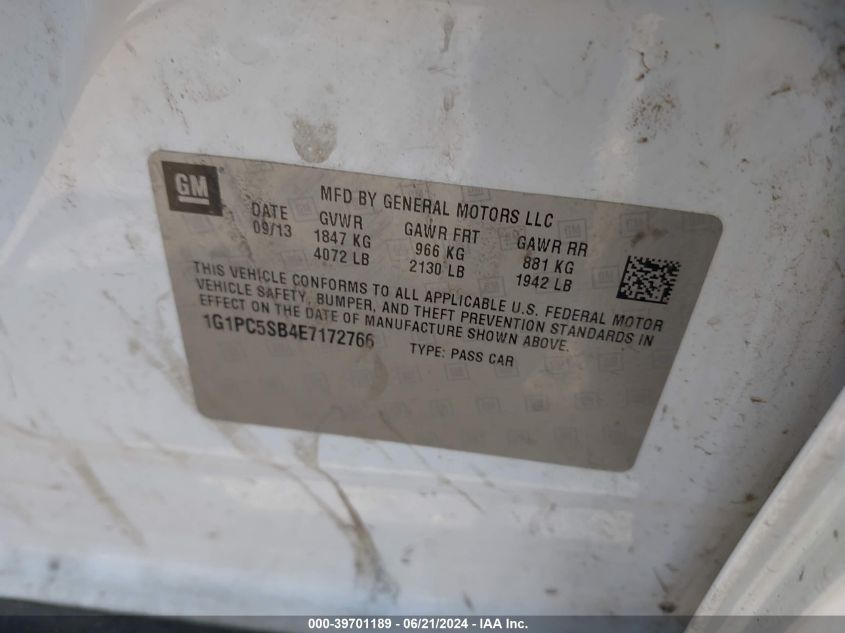 GM
MFD BY GENERAL MOTORS LLC
DATE GVWR GAWR FRT GAWR RR
09/13 1847 KG 966 KG 881 KG
4072 LB 2130 LB 1942 LB
THIS VEHICLE CONFORMS TO ALL APPLICABLE U.S. FEDERAL MOTOR
VEHICLE SAFETY, BUMPER, AND THEFT PREVENTION STANDARDS IN
EFFECT ON THE DATE OF MANUFACTURE SHOWN ABOVE.
1G1PC5SB4E7172766 TYPE: PASS CAR
000-39701189 - 06/21/2024 - IAA Inc.